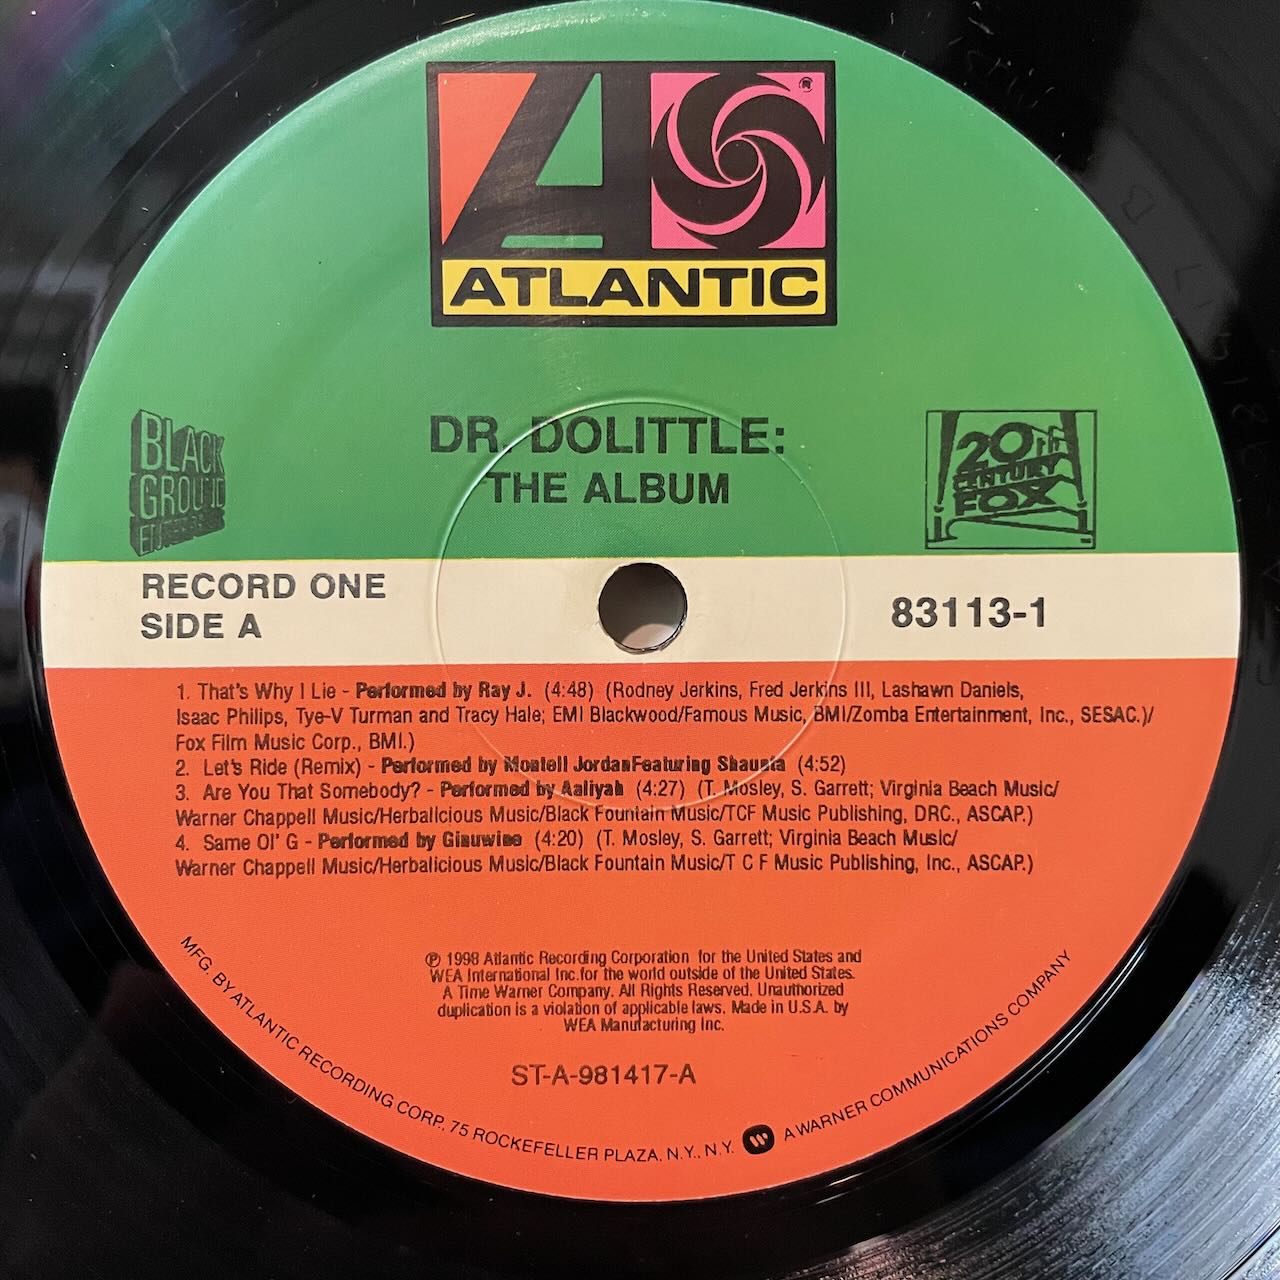 ATLANTIC
DR. DOLITTLE:
THE ALBUM
BLACK
GROUND
20th
CENTURY
FOX
RECORD ONE
SIDE A
83113-1
1. That's Why I Lie - Performed by Ray J. (4:48) (Rodney Jerkins, Fred Jerkins III, Lashawn Daniels,
Isaac Philips, Tye-V Turman and Tracy Hale; EMI Blackwood/Famous Music, BMI/Zomba Entertainment, Inc., SESAC.)/
Fox Film Music Corp., BMI.)
2. Let's Ride (Remix) - Performed by Montell JordanFeaturing Shaunta (4:52)
3. Are You That Somebody? - Performed by Aaliyah (4:27) (T. Mosley, S. Garrett; Virginia Beach Music/
Warner Chappell Music/Herbalicious Music/Black Fountain Music/TCF Music Publishing, DRC., ASCAP.)
4. Same Ol' G - Performed by Ginuwine (4:20) (T. Mosley, S. Garrett; Virginia Beach Music/
Warner Chappell Music/Herbalicious Music/Black Fountain Music/T C F Music Publishing, Inc., ASCAP.)
℗ 1998 Atlantic Recording Corporation for the United States and
WEA International Inc.for the world outside of the United States.
A Time Warner Company. All Rights Reserved. Unauthorized
duplication is a violation of applicable laws. Made in U.S.A. by
WEA Manufacturing Inc.
ST-A-981417-A
MFG. BY ATLANTIC RECORDING CORP., 75 ROCKEFELLER PLAZA, N.Y., N.Y. A WARNER COMMUNICATIONS COMPANY